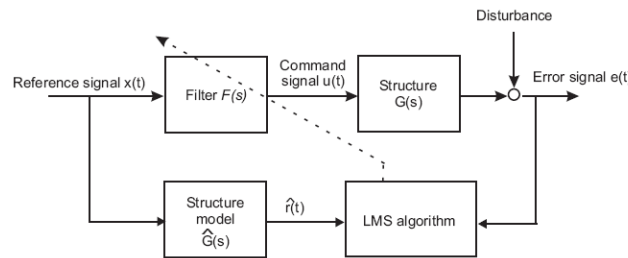 Disturbance
Reference signal x(t)
Filter F(s)
Command
signal u(t)
Structure
G(s)
Error signal e(t
Structure
model
Ĝ(s)
r̂(t)
LMS algorithm